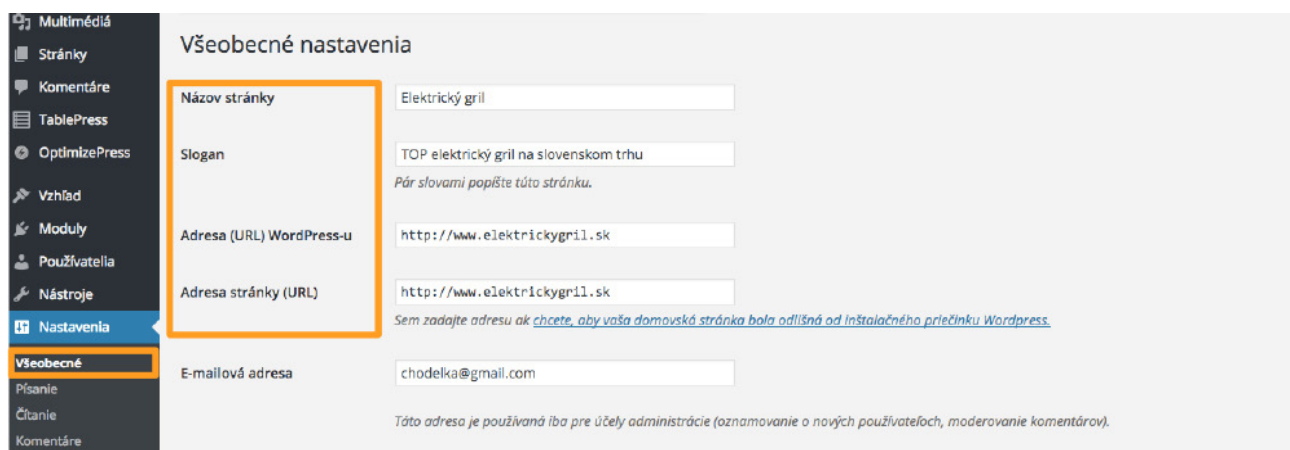 Multimédiá
Stránky
Komentáre
TablePress
OptimizePress
Vzhľad
Moduly
Používatelia
Nástroje
Nastavenia
Všeobecné
Písanie
Čítanie
Komentáre
Všeobecné nastavenia
Názov stránky
Elektrický gril
Slogan
TOP elektrický gril na slovenskom trhu
Pár slovami popíšte túto stránku.
Adresa (URL) WordPress-u
http://www.elektrickygril.sk
Adresa stránky (URL)
http://www.elektrickygril.sk
Sem zadajte adresu ak chcete, aby vaša domovská stránka bola odlišná od inštalačného priečinku Wordpress.
E-mailová adresa
chodelka@gmail.com
Táto adresa je používaná iba pre účely administrácie (oznamovanie o nových používateľoch, moderovanie komentárov).